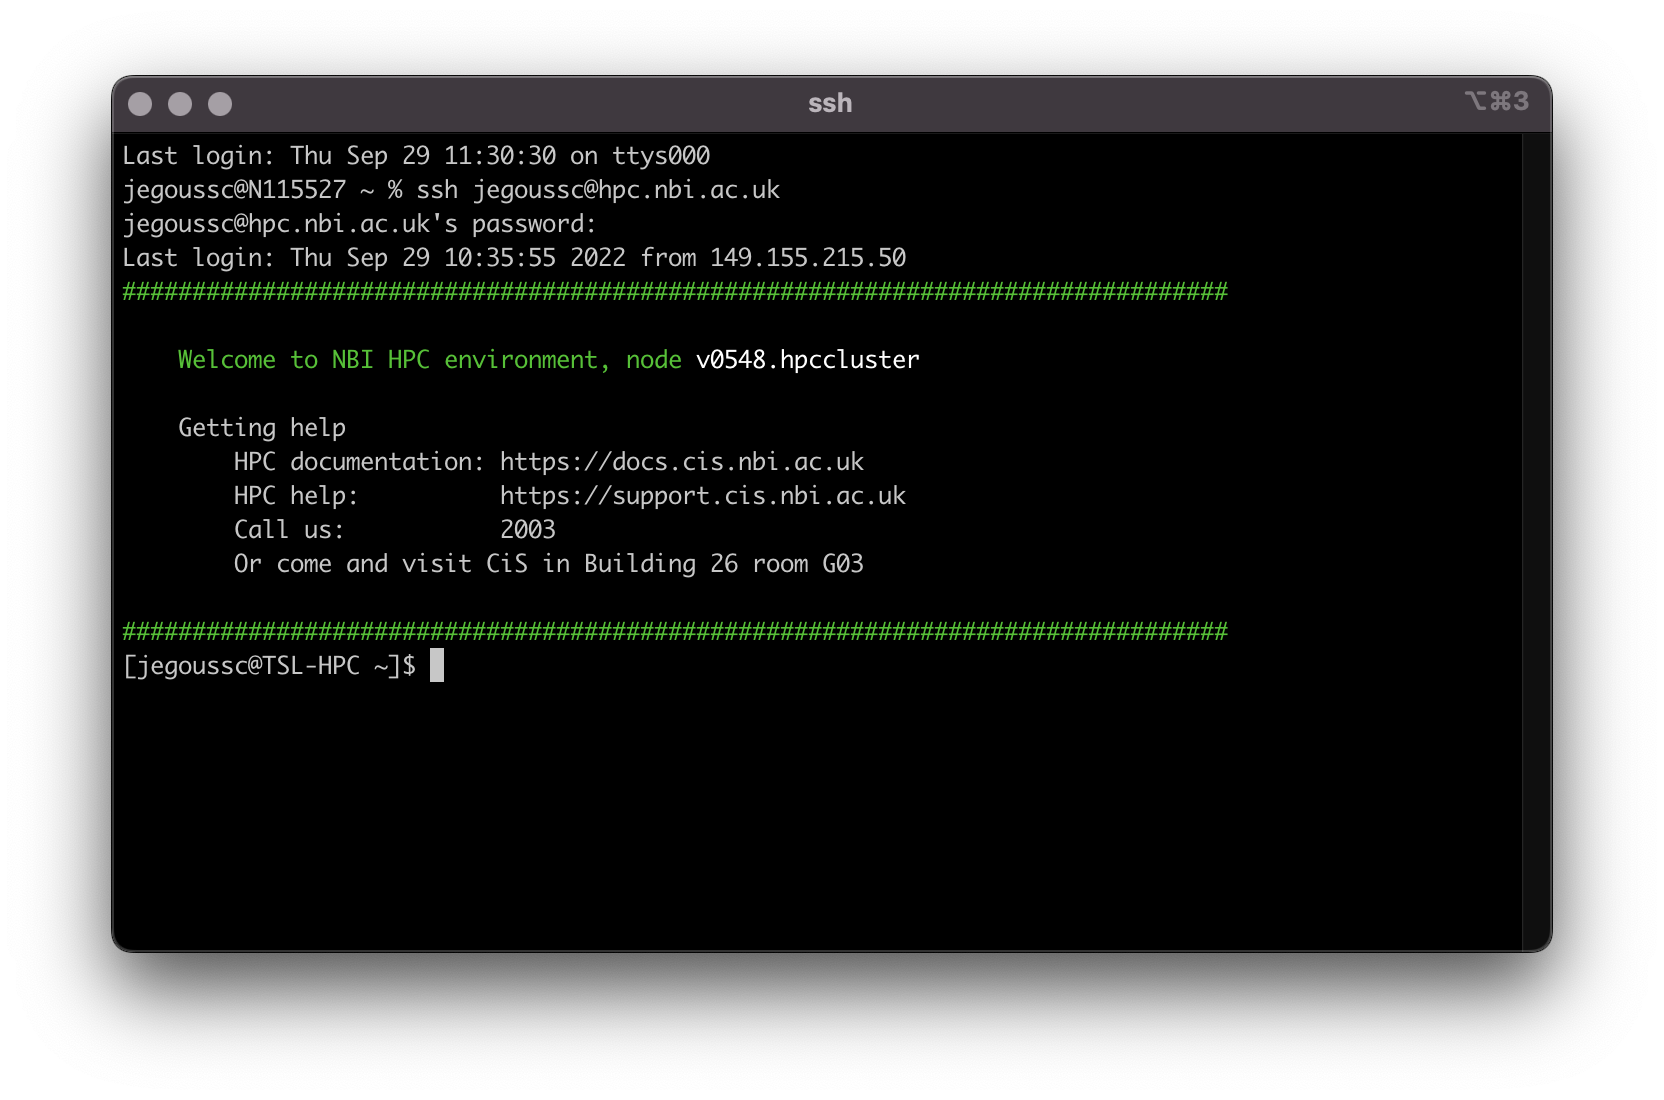 ssh
⌥⌘3
Last login: Thu Sep 29 11:30:30 on ttys000
jegoussc@N115527 ~ % ssh jegoussc@hpc.nbi.ac.uk
jegoussc@hpc.nbi.ac.uk's password:
Last login: Thu Sep 29 10:35:55 2022 from 149.155.215.50
###############################################################################
Welcome to NBI HPC environment, node v0548.hpccluster
Getting help
HPC documentation: https://docs.cis.nbi.ac.uk
HPC help:          https://support.cis.nbi.ac.uk
Call us:           2003
Or come and visit CiS in Building 26 room G03
###############################################################################
[jegoussc@TSL-HPC ~]$